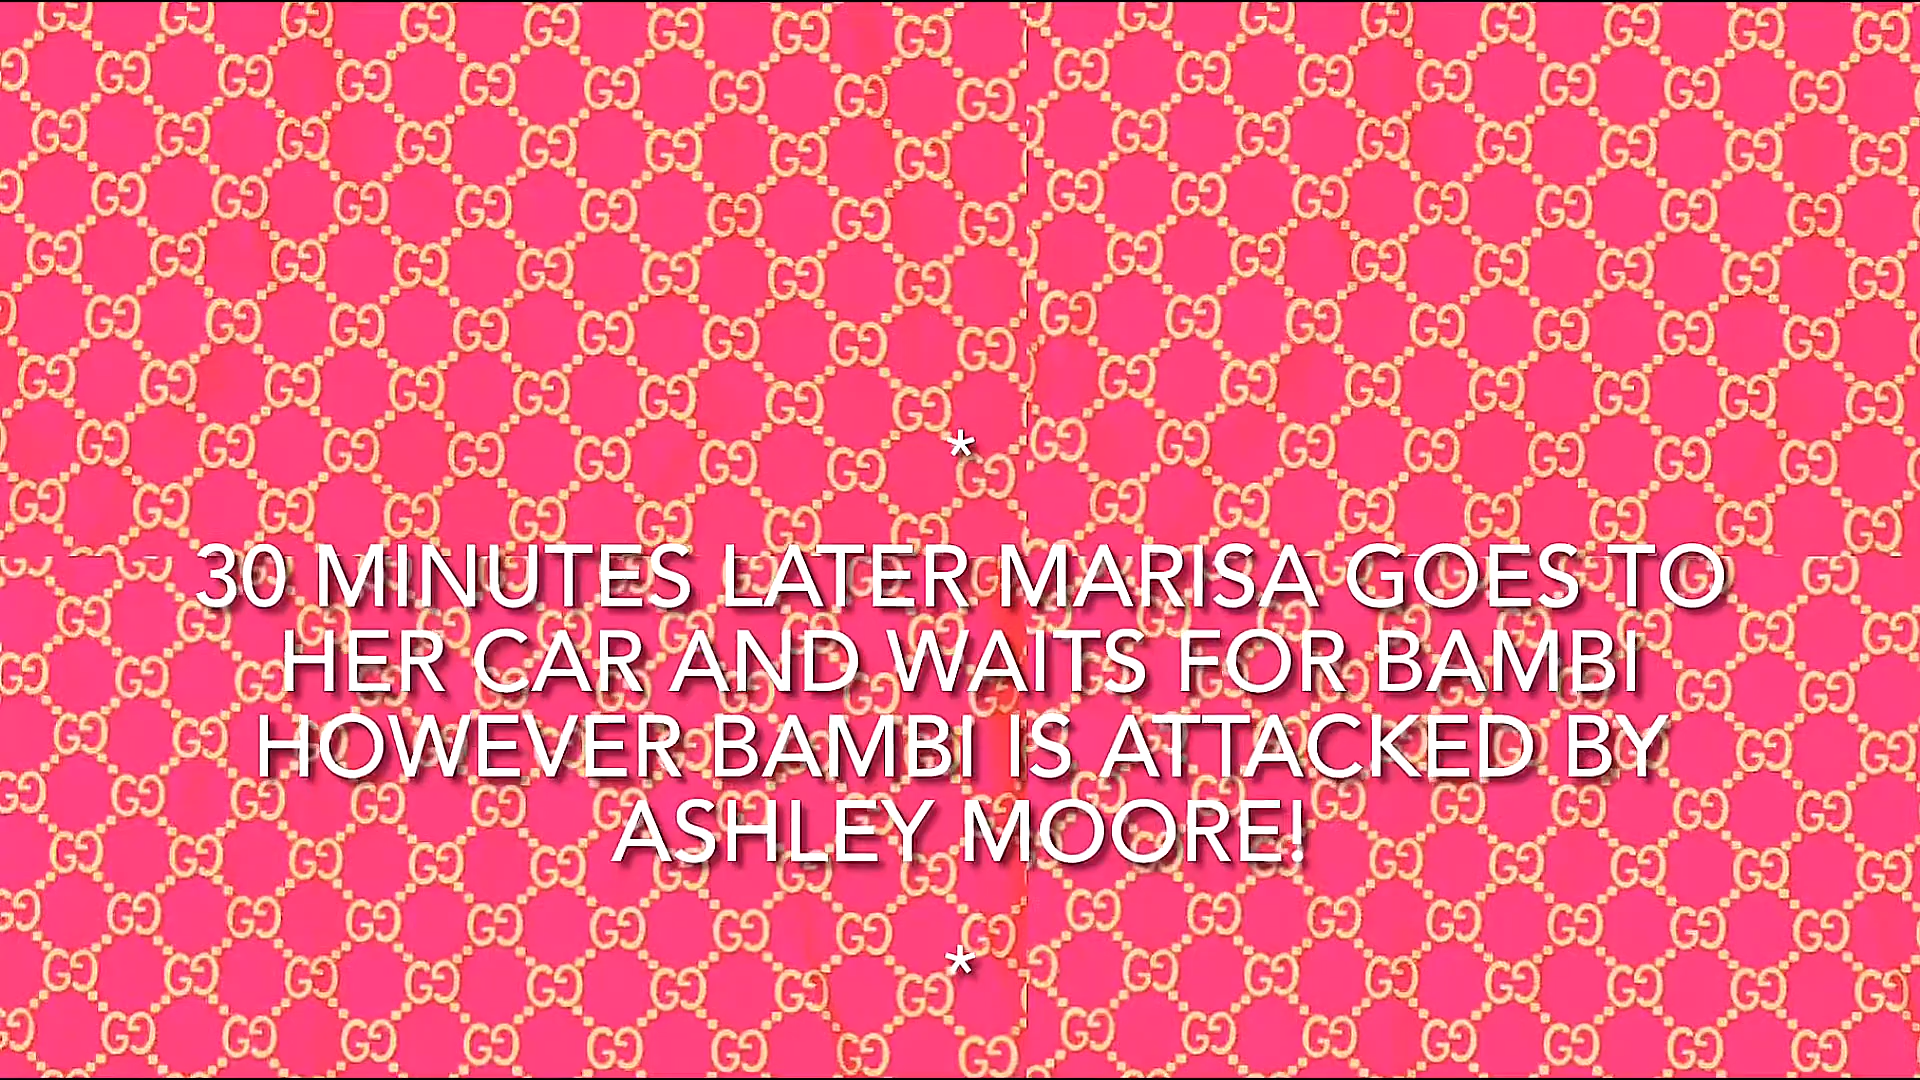 *
30 MINUTES LATER MARISA GOES TO
HER CAR AND WAITS FOR BAMBI
HOWEVER BAMBI IS ATTACKED BY
ASHLEY MOORE!
*